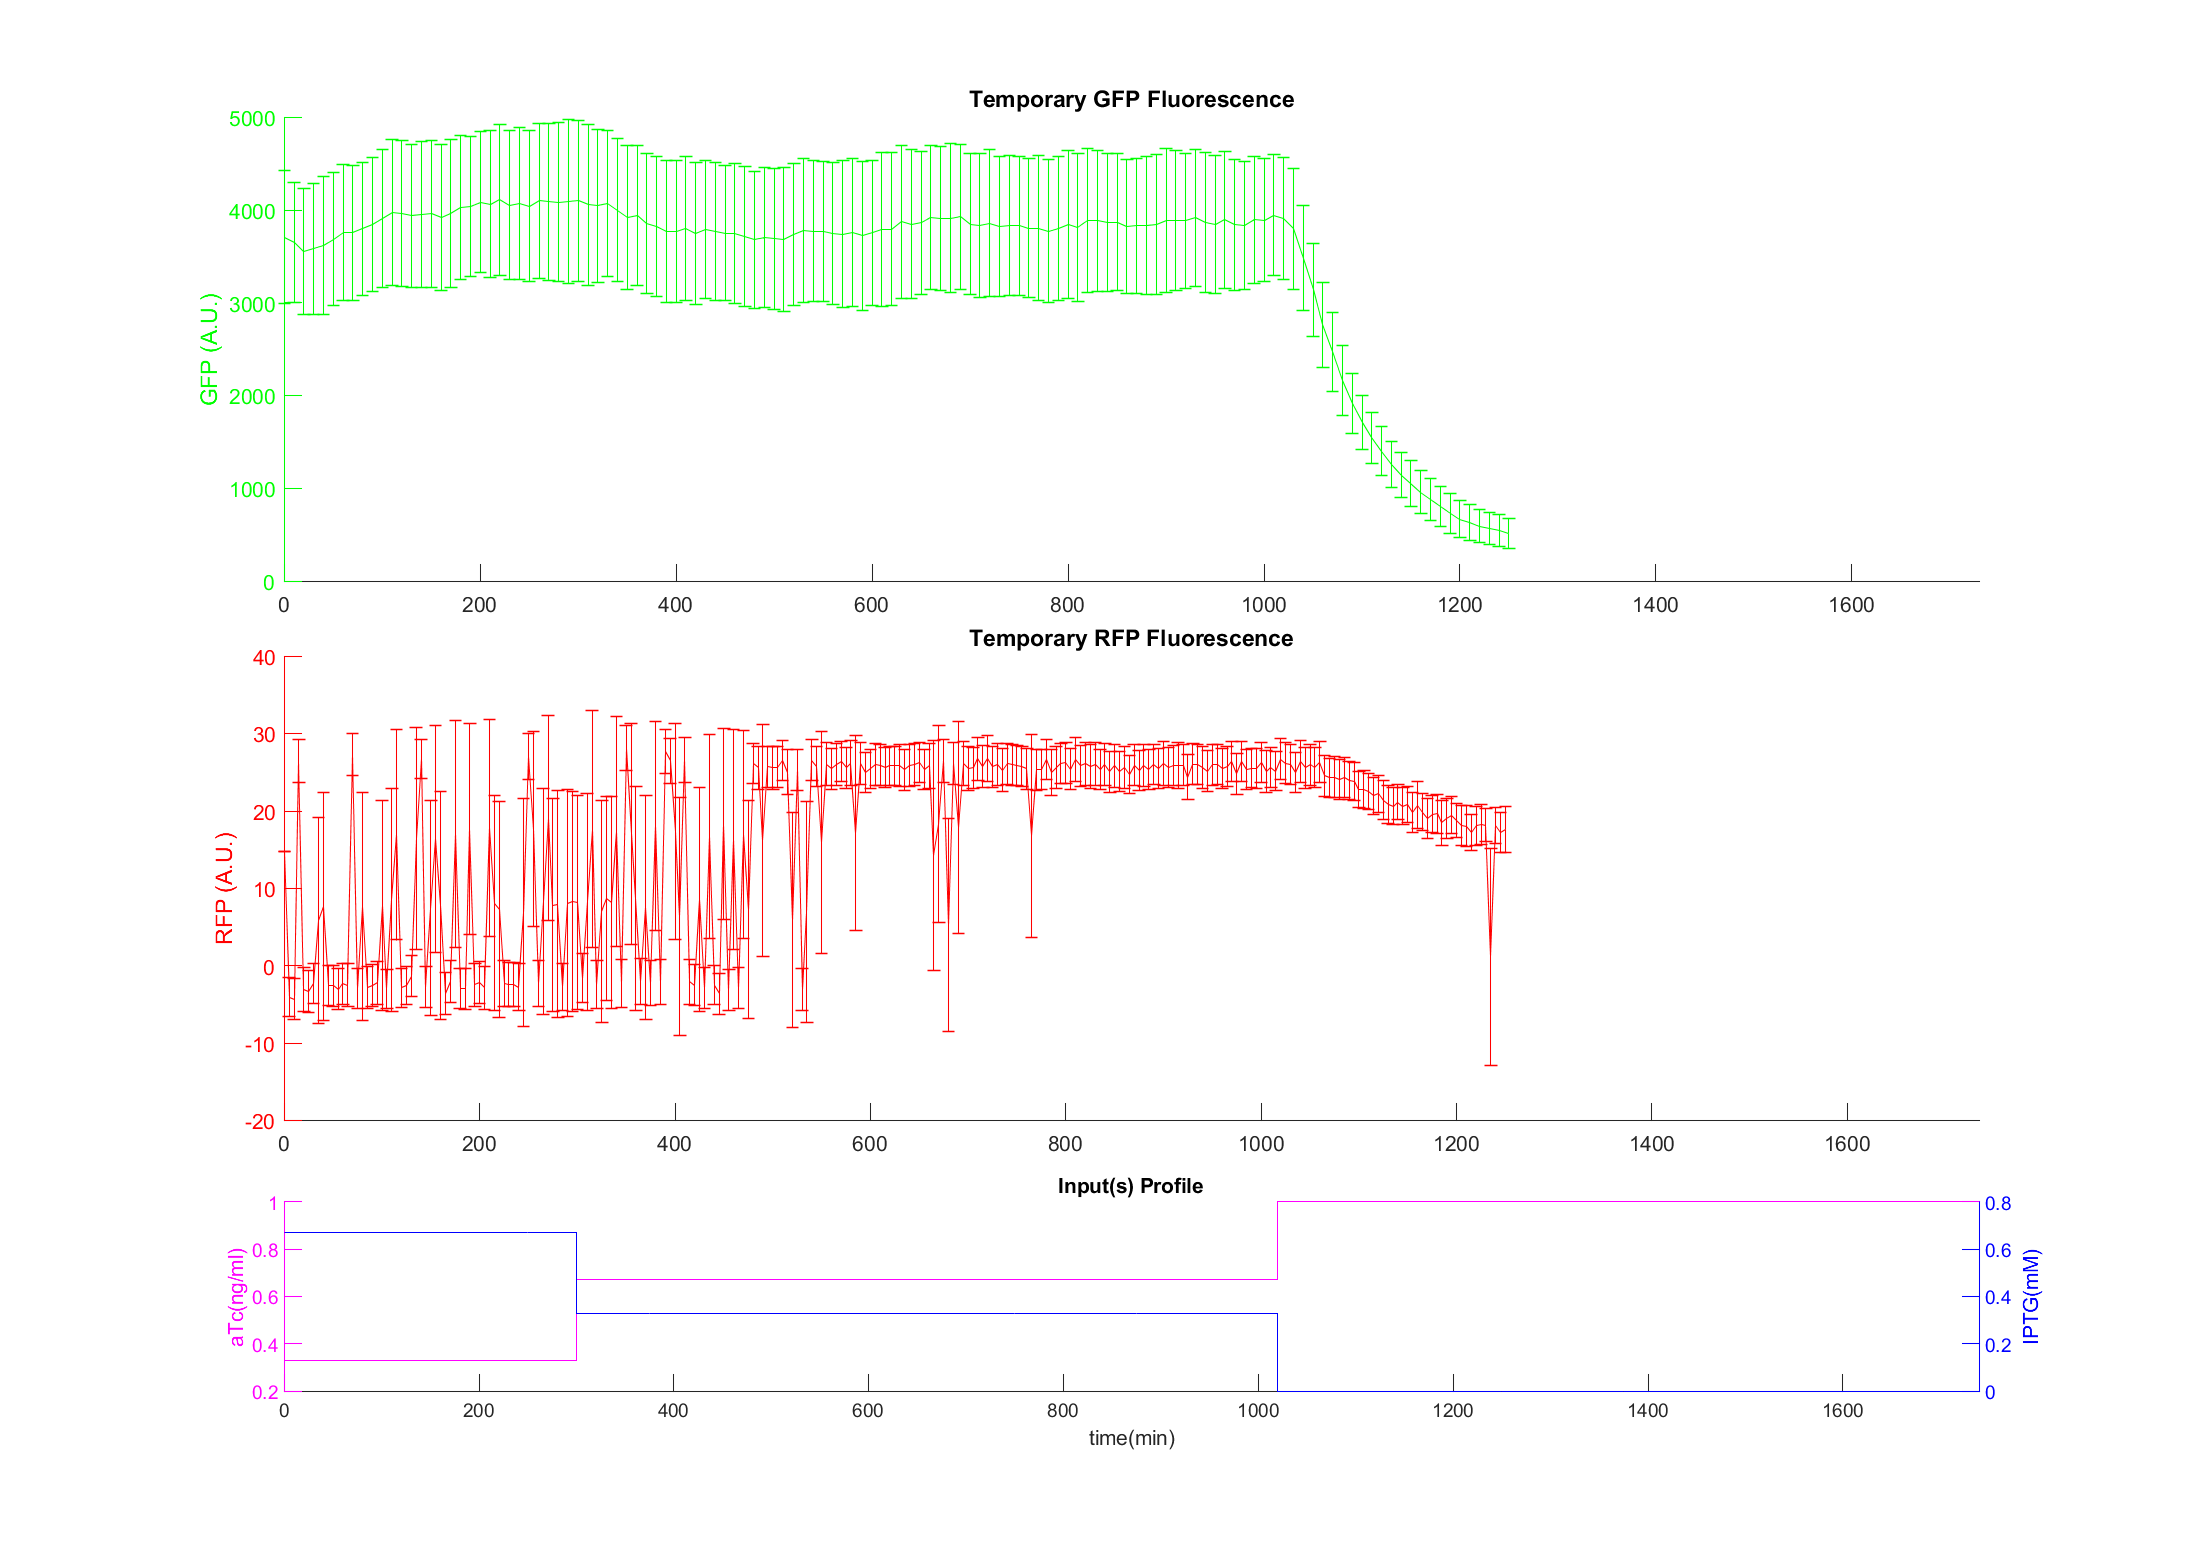 Temporary GFP Fluorescence
5000
4000
3000
2000
1000
0
GFP (A.U.)
0 200 400 600 800 1000 1200 1400 1600
Temporary RFP Fluorescence
40
30
20
10
0
-10
-20
RFP (A.U.)
0 200 400 600 800 1000 1200 1400 1600
Input(s) Profile
1
0.8
0.6
0.4
0.2
aTc(ng/ml)
0.8
0.6
0.4
0.2
0
IPTG(mM)
0 200 400 600 800 1000 1200 1400 1600
time(min)